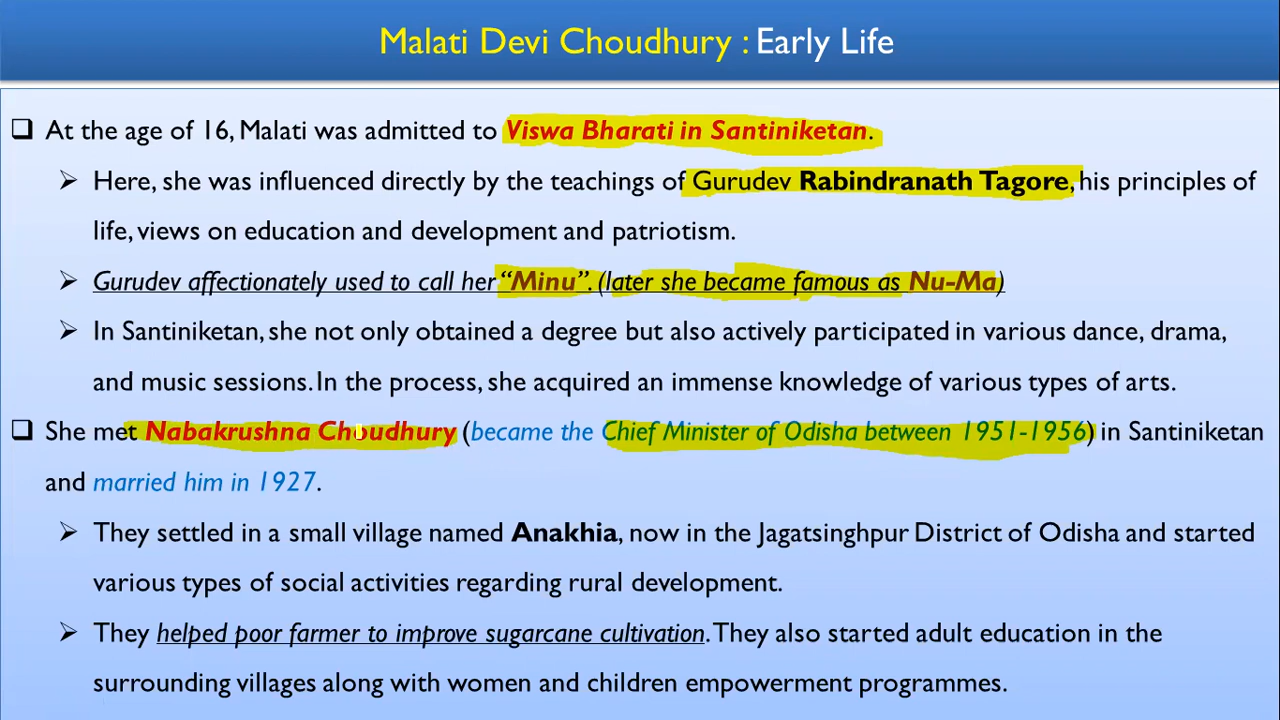 Malati Devi Choudhury : Early Life
❑ At the age of 16, Malati was admitted to Viswa Bharati in Santiniketan.
➢ Here, she was influenced directly by the teachings of Gurudev Rabindranath Tagore, his principles of
life, views on education and development and patriotism.
➢ Gurudev affectionately used to call her “Minu”. (later she became famous as Nu-Ma)
➢ In Santiniketan, she not only obtained a degree but also actively participated in various dance, drama,
and music sessions. In the process, she acquired an immense knowledge of various types of arts.
❑ She met Nabakrushna Choudhury (became the Chief Minister of Odisha between 1951-1956) in Santiniketan
and married him in 1927.
➢ They settled in a small village named Anakhia, now in the Jagatsinghpur District of Odisha and started
various types of social activities regarding rural development.
➢ They helped poor farmer to improve sugarcane cultivation. They also started adult education in the
surrounding villages along with women and children empowerment programmes.